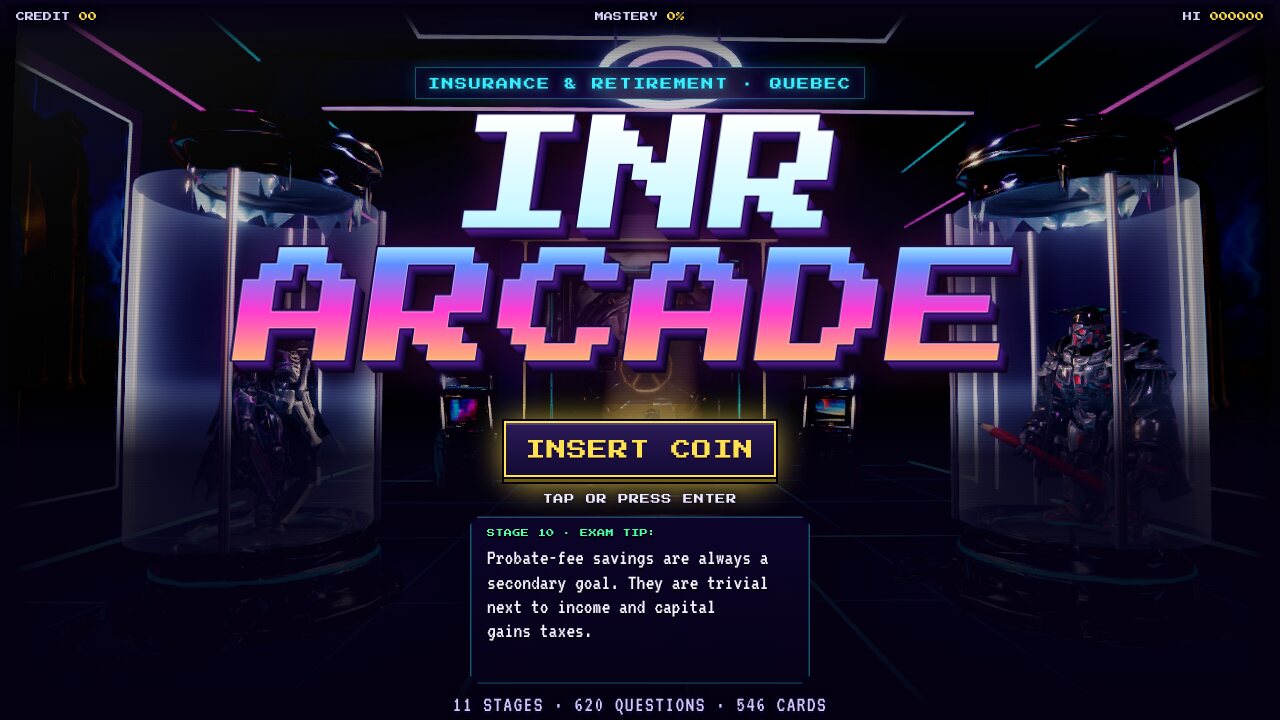 CREDIT 00
MASTERY 0%
HI 000000
INSURANCE & RETIREMENT · QUEBEC
INR
ARCADE
INSERT COIN
TAP OR PRESS ENTER
STAGE 10 · EXAM TIP:
Probate-fee savings are always a
secondary goal. They are trivial
next to income and capital
gains taxes.
11 STAGES · 620 QUESTIONS · 546 CARDS